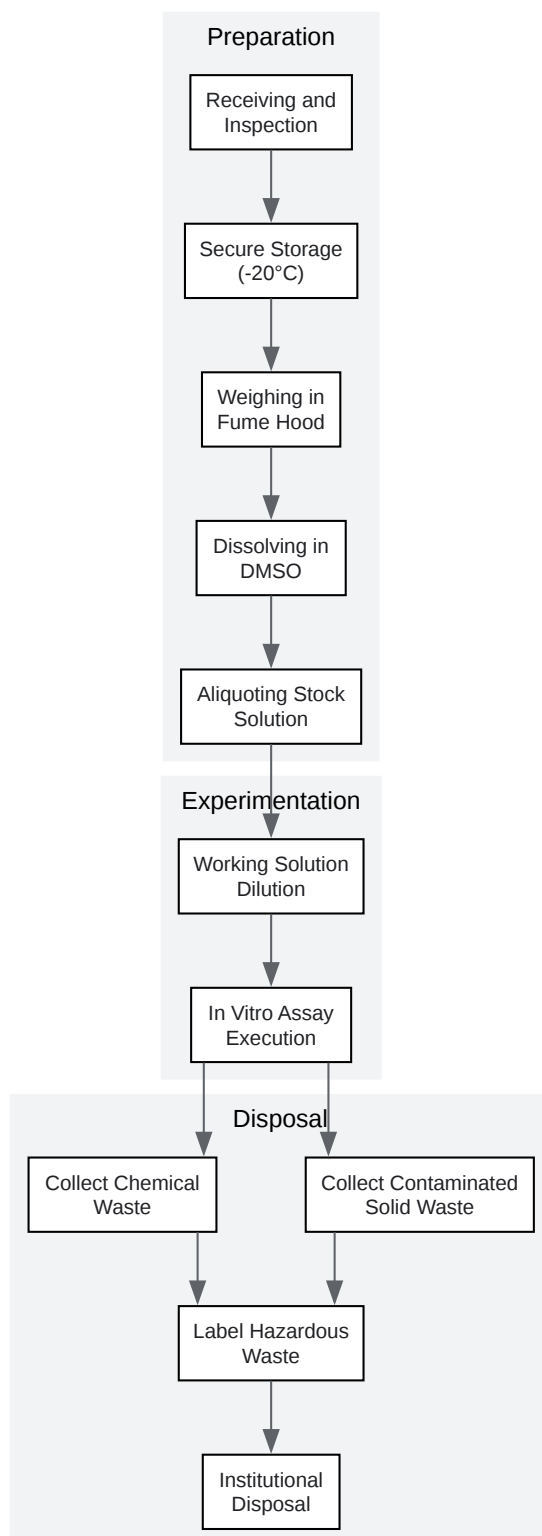 Preparation
Receiving and
Inspection
Secure Storage
(-20°C)
Weighing in
Fume Hood
Dissolving in
DMSO
Aliquoting Stock
Solution
Experimentation
Working Solution
Dilution
In Vitro Assay
Execution
Disposal
Collect Chemical
Waste
Collect Contaminated
Solid Waste
Label Hazardous
Waste
Institutional
Disposal